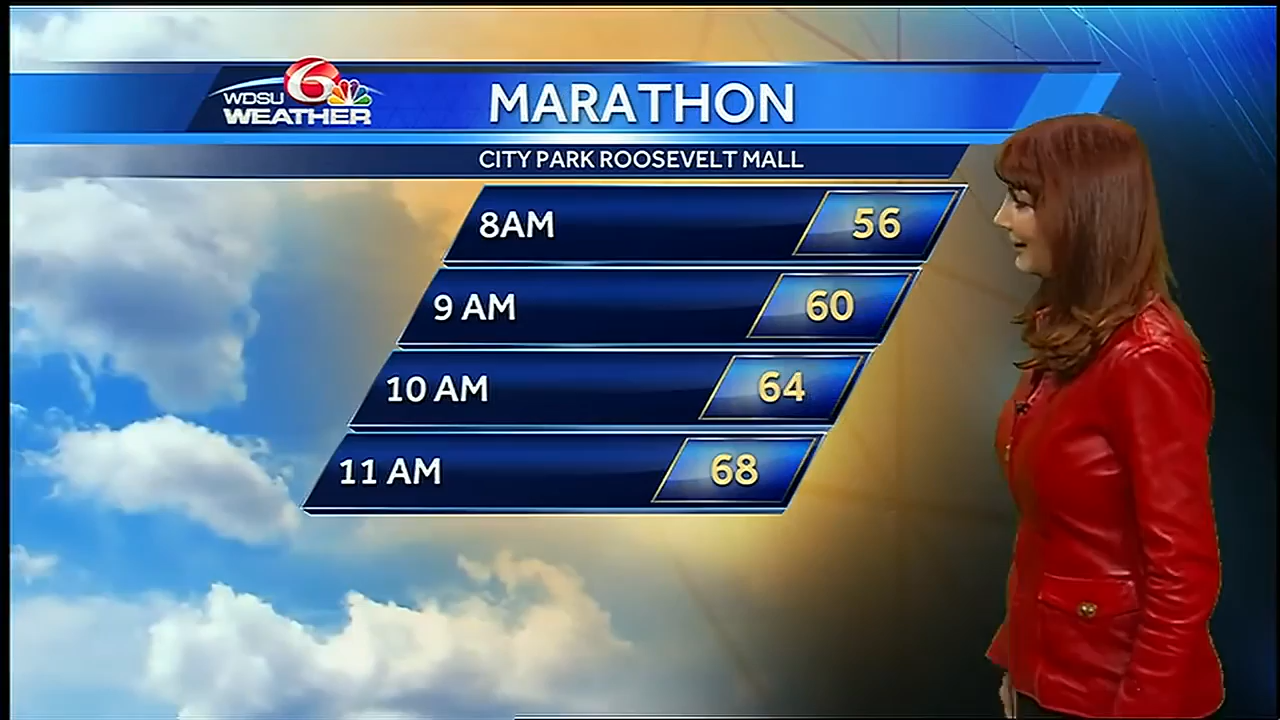 WDSU 6
WEATHER
MARATHON
CITY PARK ROOSEVELT MALL
8AM 56
9 AM 60
10 AM 64
11 AM 68